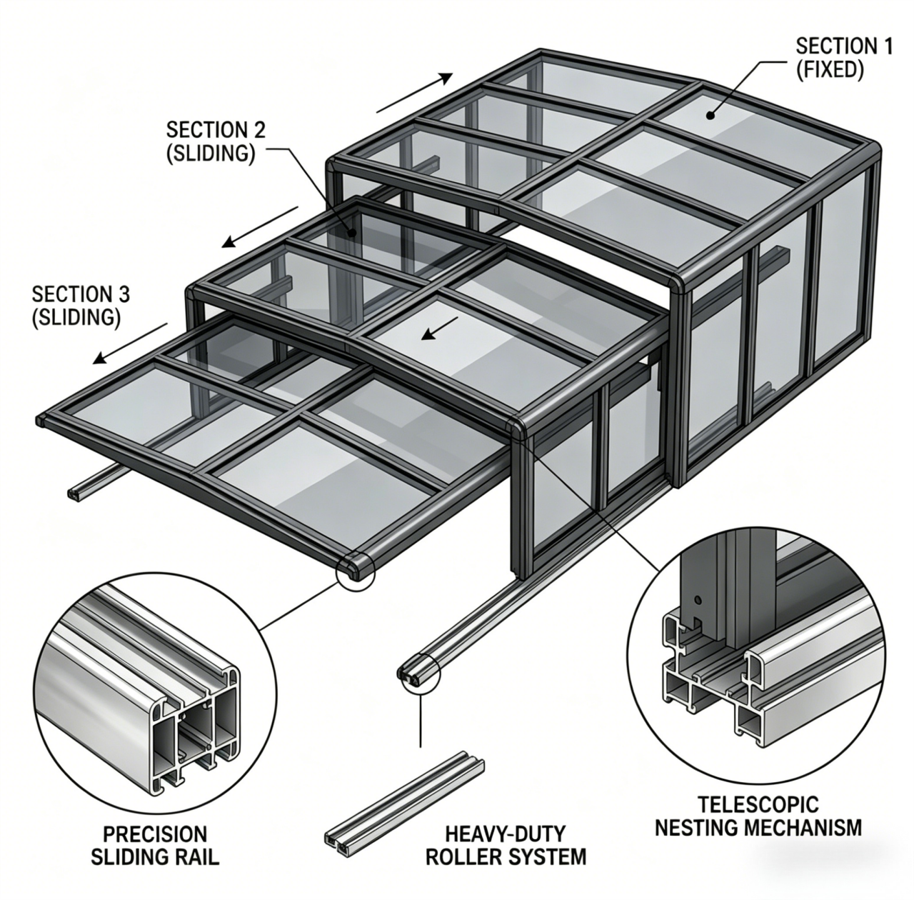 SECTION 1
(FIXED)
SECTION 2
(SLIDING)
SECTION 3
(SLIDING)
PRECISION
SLIDING RAIL
HEAVY-DUTY
ROLLER SYSTEM
TELESCOPIC
NESTING MECHANISM